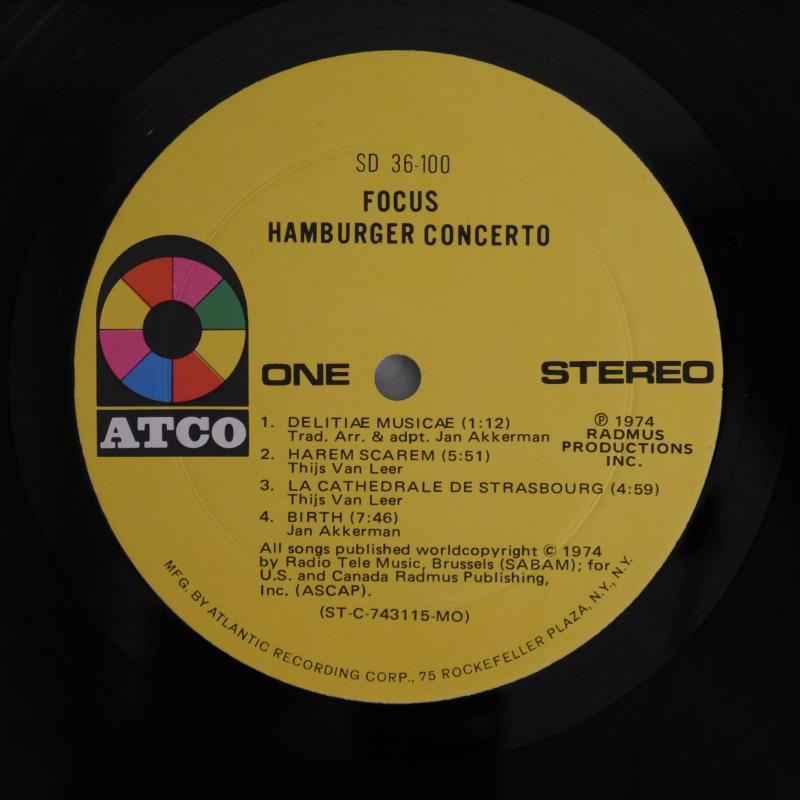 SD 36-100
FOCUS
HAMBURGER CONCERTO
ATCO
ONE
STEREO
1. DELITIAE MUSICAE (1:12)
Trad. Arr. & adpt. Jan Akkerman
2. HAREM SCAREM (5:51)
Thijs Van Leer
3. LA CATHEDRALE DE STRASBOURG (4:59)
Thijs Van Leer
4. BIRTH (7:46)
Jan Akkerman
℗ 1974
RADMUS
PRODUCTIONS
INC.
All songs published worldcopyright © 1974
by Radio Tele Music, Brussels (SABAM); for
U.S. and Canada Radmus Publishing,
Inc. (ASCAP).
(ST-C-743115-MO)
MFG. BY ATLANTIC RECORDING CORP., 75 ROCKEFELLER PLAZA, N.Y., N.Y.